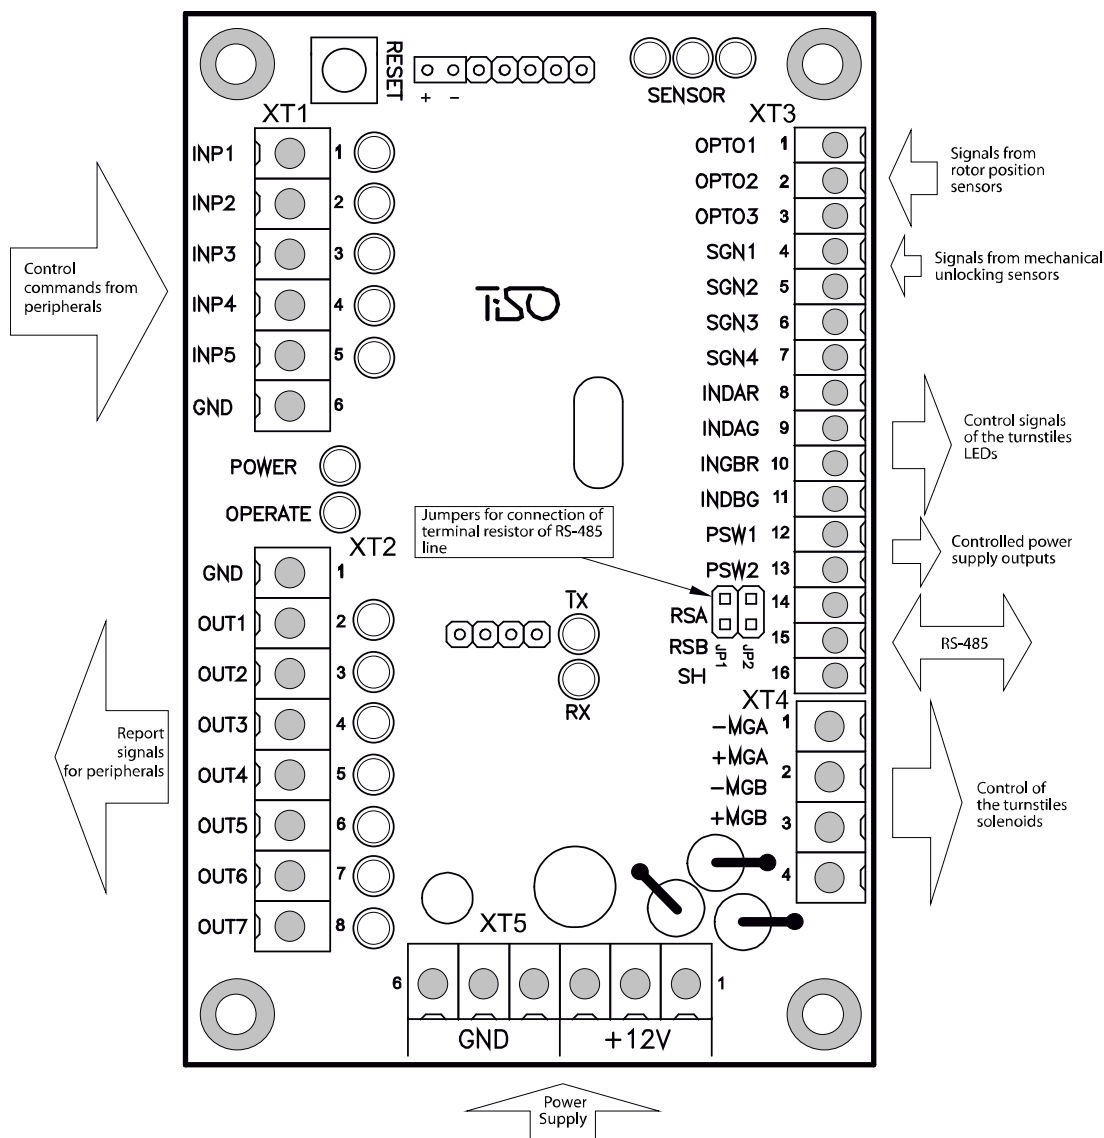 RESET
+ −
SENSOR
XT1
XT3
INP1 1
INP2 2
INP3 3
INP4 4
INP5 5
GND 6
Control
commands from
peripherals
TiSO
OPTO1 1
OPTO2 2
OPTO3 3
SGN1 4
SGN2 5
SGN3 6
SGN4 7
INDAR 8
INDAG 9
INGBR 10
INDBG 11
PSW1 12
PSW2 13
14
RSA
15
RSB
16
SH
JP1
JP2
Signals from
rotor position
sensors
Signals from mechanical
unlocking sensors
Control signals
of the turnstiles
LEDs
Controlled power
supply outputs
RS-485
POWER
OPERATE
Jumpers for connection of
terminal resistor of RS-485
line
XT2
GND 1
OUT1 2
OUT2 3
OUT3 4
OUT4 5
OUT5 6
OUT6 7
OUT7 8
Report
signals
for peripherals
TX
RX
XT4
−MGA 1
+MGA
2
−MGB
+MGB 3
4
Control of
the turnstiles
solenoids
XT5
6 1
GND +12V
Power
Supply